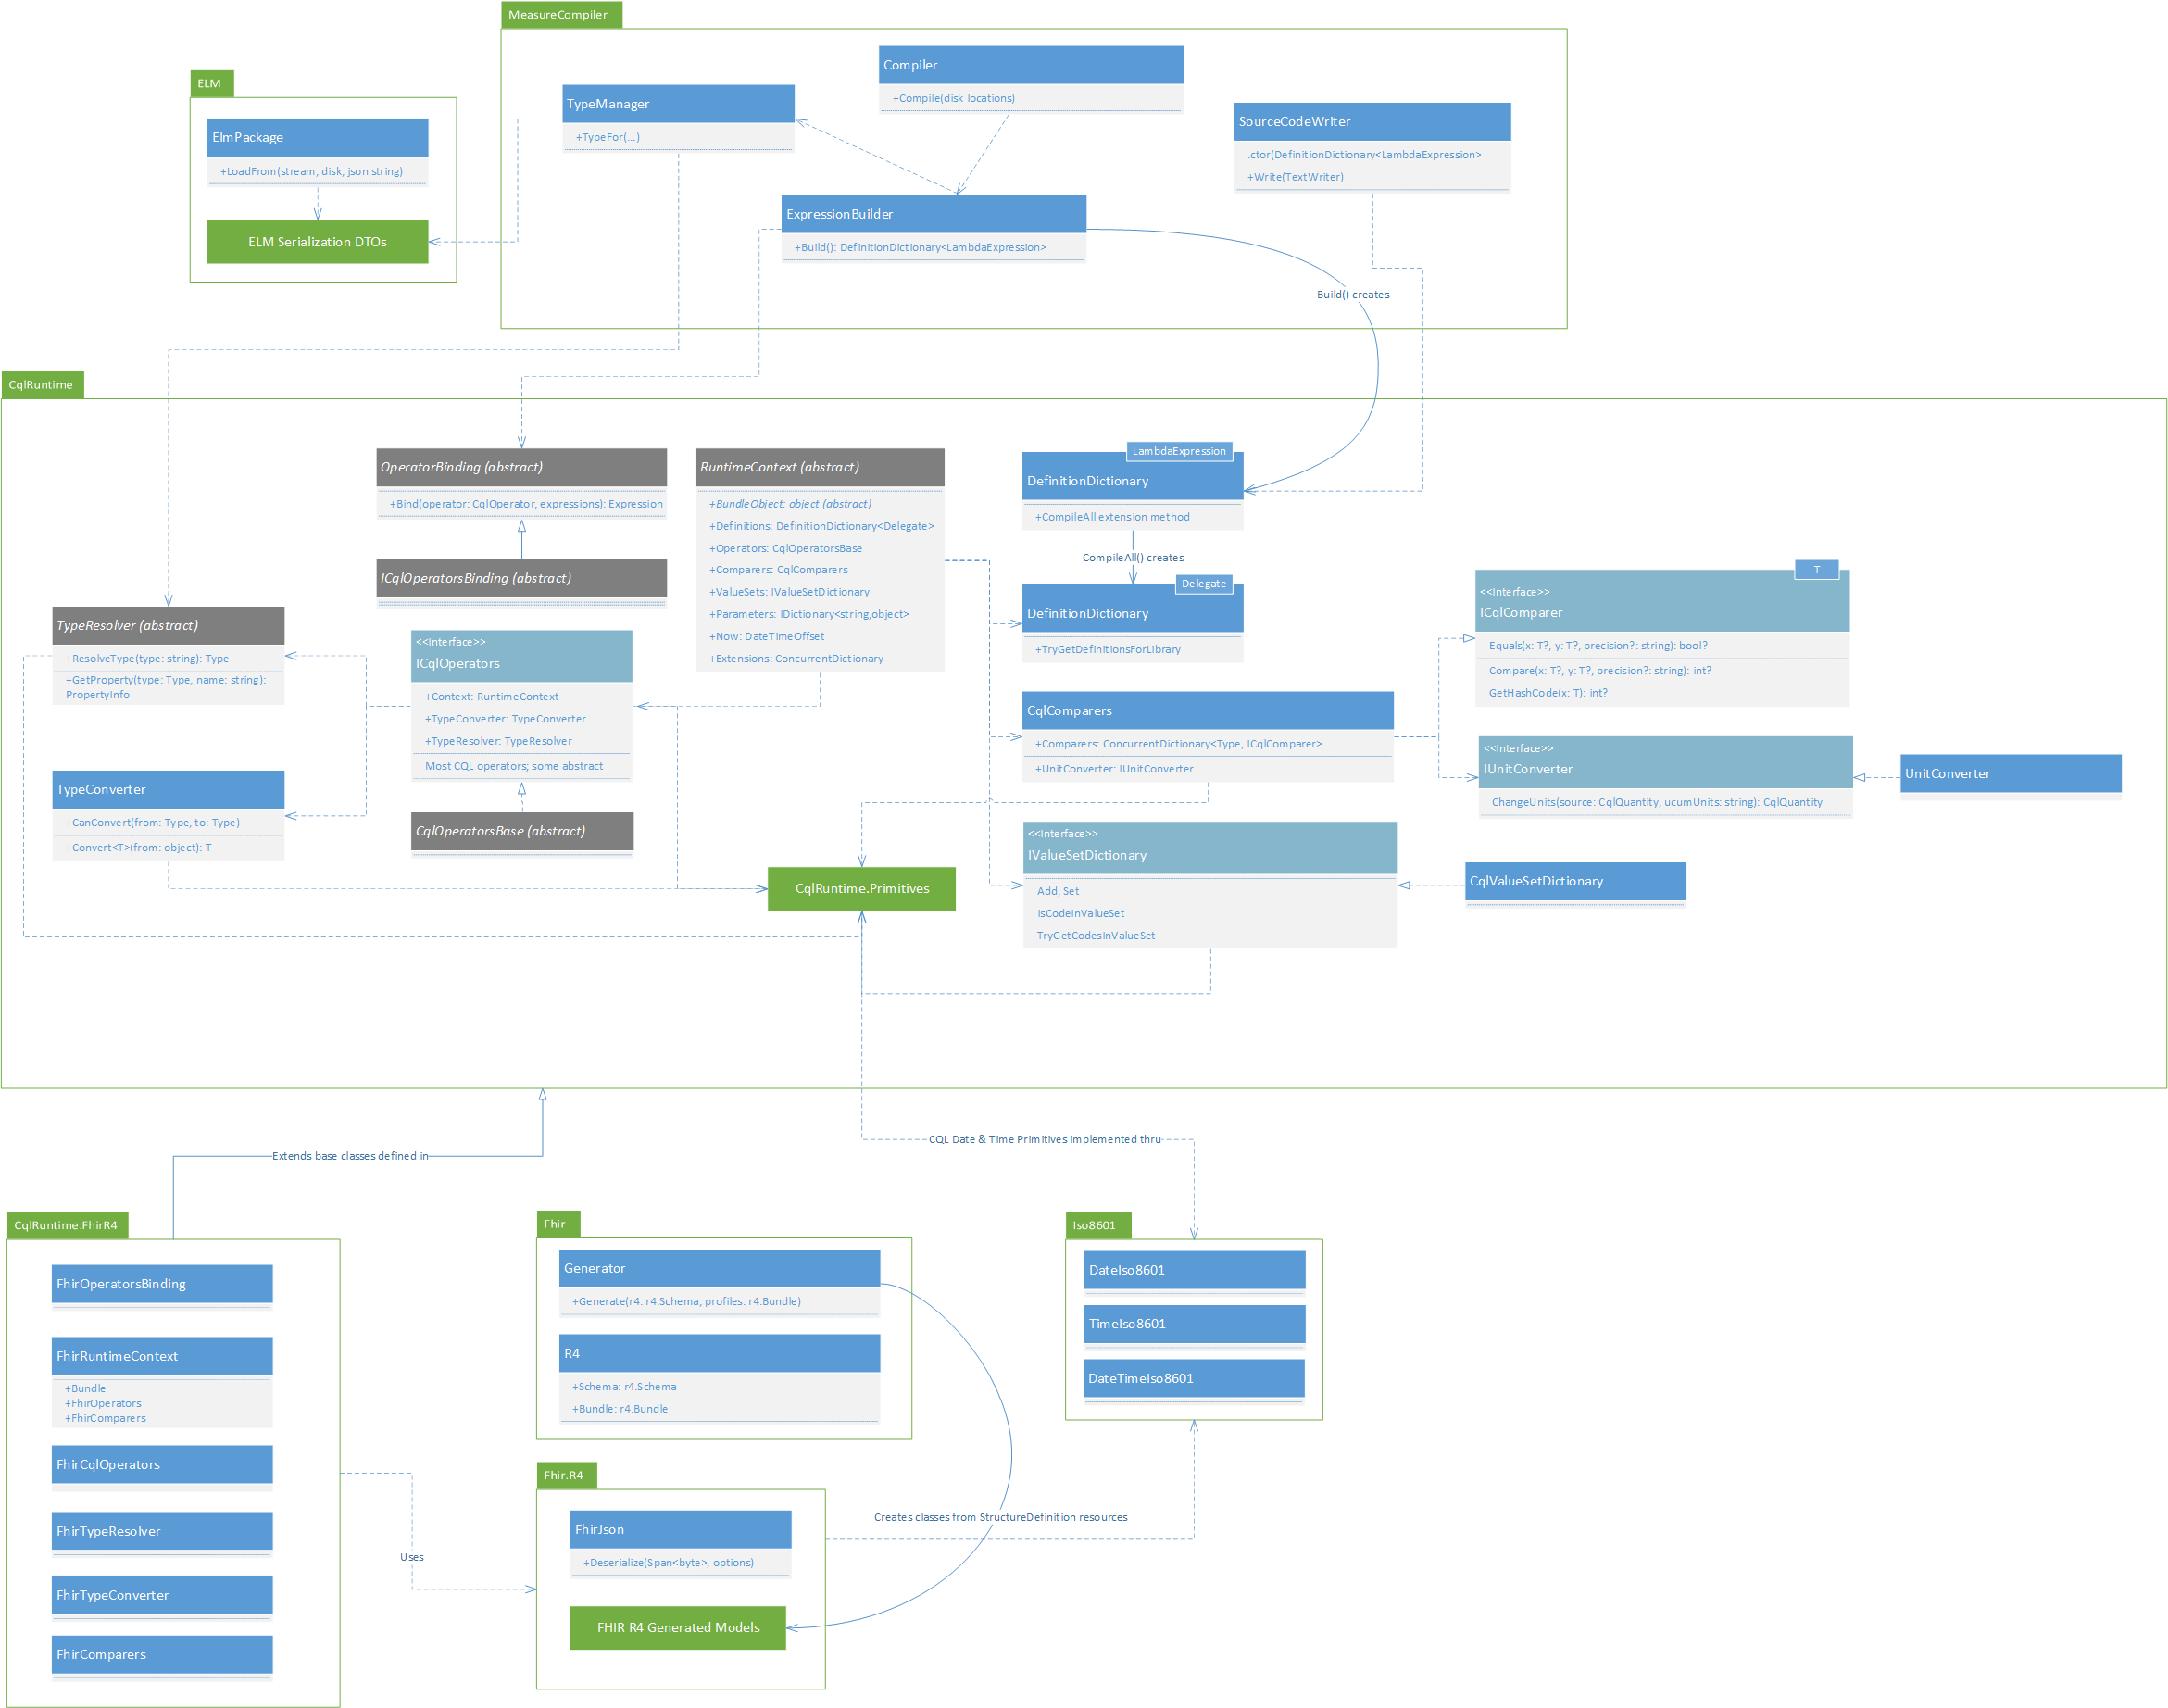 MeasureCompiler
Compiler
+Compile(disk locations)
TypeManager
+TypeFor(...)
SourceCodeWriter
.ctor(DefinitionDictionary<LambdaExpression>
+Write(TextWriter)
ExpressionBuilder
+Build(): DefinitionDictionary<LambdaExpression>
Build() creates
ELM
ElmPackage
+LoadFrom(stream, disk, json string)
ELM Serialization DTOs
CqlRuntime
OperatorBinding (abstract)
+Bind(operator: CqlOperator, expressions): Expression
ICqlOperatorsBinding (abstract)
RuntimeContext (abstract)
+BundleObject: object (abstract)
+Definitions: DefinitionDictionary<Delegate>
+Operators: CqlOperatorsBase
+Comparers: CqlComparers
+ValueSets: IValueSetDictionary
+Parameters: IDictionary<string,object>
+Now: DateTimeOffset
+Extensions: ConcurrentDictionary
LambdaExpression
DefinitionDictionary
+CompileAll extension method
CompileAll() creates
Delegate
DefinitionDictionary
+TryGetDefinitionsForLibrary
TypeResolver (abstract)
+ResolveType(type: string): Type
+GetProperty(type: Type, name: string):
PropertyInfo
<<Interface>>
ICqlOperators
+Context: RuntimeContext
+TypeConverter: TypeConverter
+TypeResolver: TypeResolver
Most CQL operators; some abstract
CqlOperatorsBase (abstract)
TypeConverter
+CanConvert(from: Type, to: Type)
+Convert<T>(from: object): T
CqlComparers
+Comparers: ConcurrentDictionary<Type, ICqlComparer>
+UnitConverter: IUnitConverter
T
<<Interface>>
ICqlComparer
Equals(x: T?, y: T?, precision?: string): bool?
Compare(x: T?, y: T?, precision?: string): int?
GetHashCode(x: T): int?
<<Interface>>
IUnitConverter
ChangeUnits(source: CqlQuantity, ucumUnits: string): CqlQuantity
UnitConverter
<<Interface>>
IValueSetDictionary
Add, Set
IsCodeInValueSet
TryGetCodesInValueSet
CqlValueSetDictionary
CqlRuntime.Primitives
CQL Date & Time Primitives implemented thru
Extends base classes defined in
CqlRuntime.FhirR4
FhirOperatorsBinding
FhirRuntimeContext
+Bundle
+FhirOperators
+FhirComparers
FhirCqlOperators
FhirTypeResolver
FhirTypeConverter
FhirComparers
Uses
Fhir
Generator
+Generate(r4: r4.Schema, profiles: r4.Bundle)
R4
+Schema: r4.Schema
+Bundle: r4.Bundle
Fhir.R4
FhirJson
+Deserialize(Span<byte>, options)
FHIR R4 Generated Models
Creates classes from StructureDefinition resources
Iso8601
DateIso8601
TimeIso8601
DateTimeIso8601